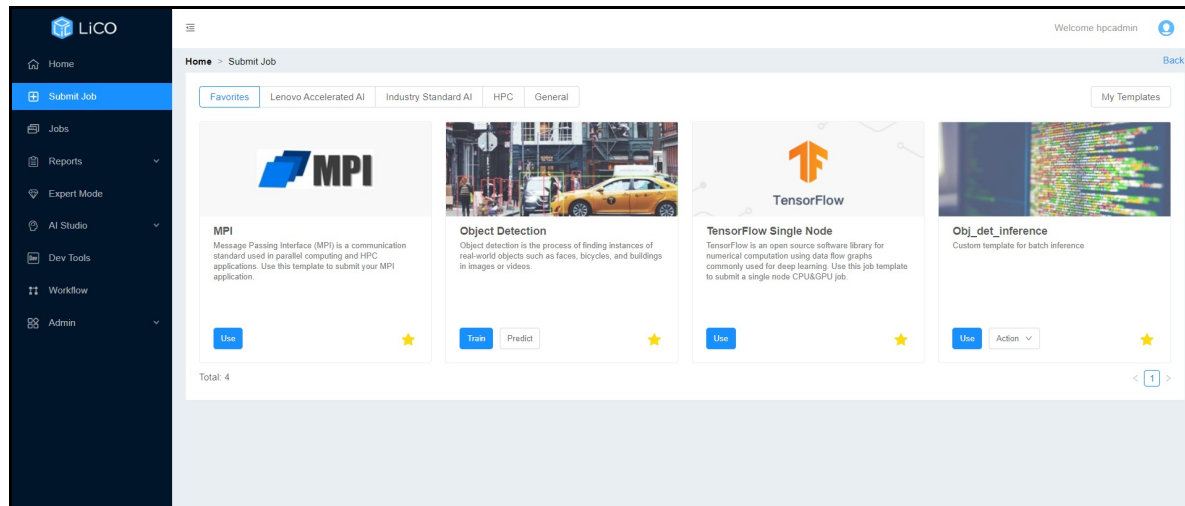 LiCO
Welcome hpcadmin
Home
Submit Job
Jobs
Reports
Expert Mode
AI Studio
Dev Tools
Workflow
Admin
Home > Submit Job
Back
Favorites Lenovo Accelerated AI Industry Standard AI HPC General
My Templates
MPI
MPI
Message Passing Interface (MPI) is a communication
standard used in parallel computing and HPC
applications. Use this template to submit your MPI
application.
Use
Object Detection
Object detection is the process of finding instances of
real-world objects such as faces, bicycles, and buildings
in images or videos.
Train Predict
TensorFlow
TensorFlow Single Node
TensorFlow is an open source software library for
numerical computation using data flow graphs
commonly used for deep learning. Use this job template
to submit a single node CPU&GPU job.
Use
Obj_det_inference
Custom template for batch inference
Use Action
Total: 4
< 1 >